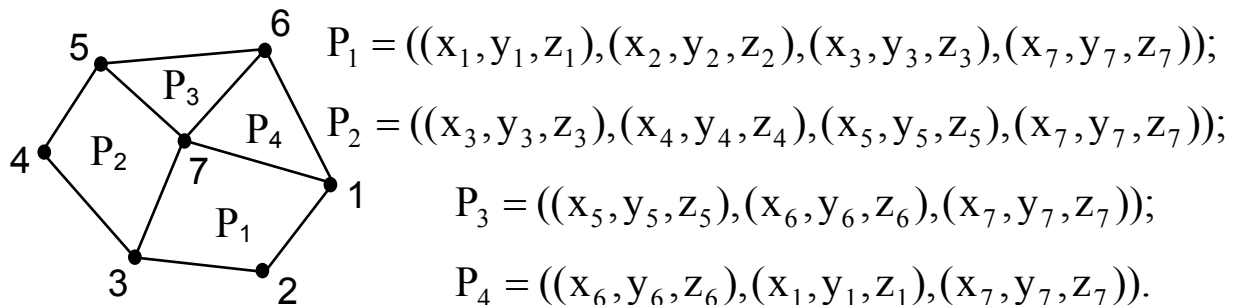 6
5
P₃
P₄
4
P₂
7
1
P₁
3
2
P₁ = ((x₁,y₁,z₁),(x₂,y₂,z₂),(x₃,y₃,z₃),(x₇,y₇,z₇));
P₂ = ((x₃,y₃,z₃),(x₄,y₄,z₄),(x₅,y₅,z₅),(x₇,y₇,z₇));
P₃ = ((x₅,y₅,z₅),(x₆,y₆,z₆),(x₇,y₇,z₇));
P₄ = ((x₆,y₆,z₆),(x₁,y₁,z₁),(x₇,y₇,z₇)).